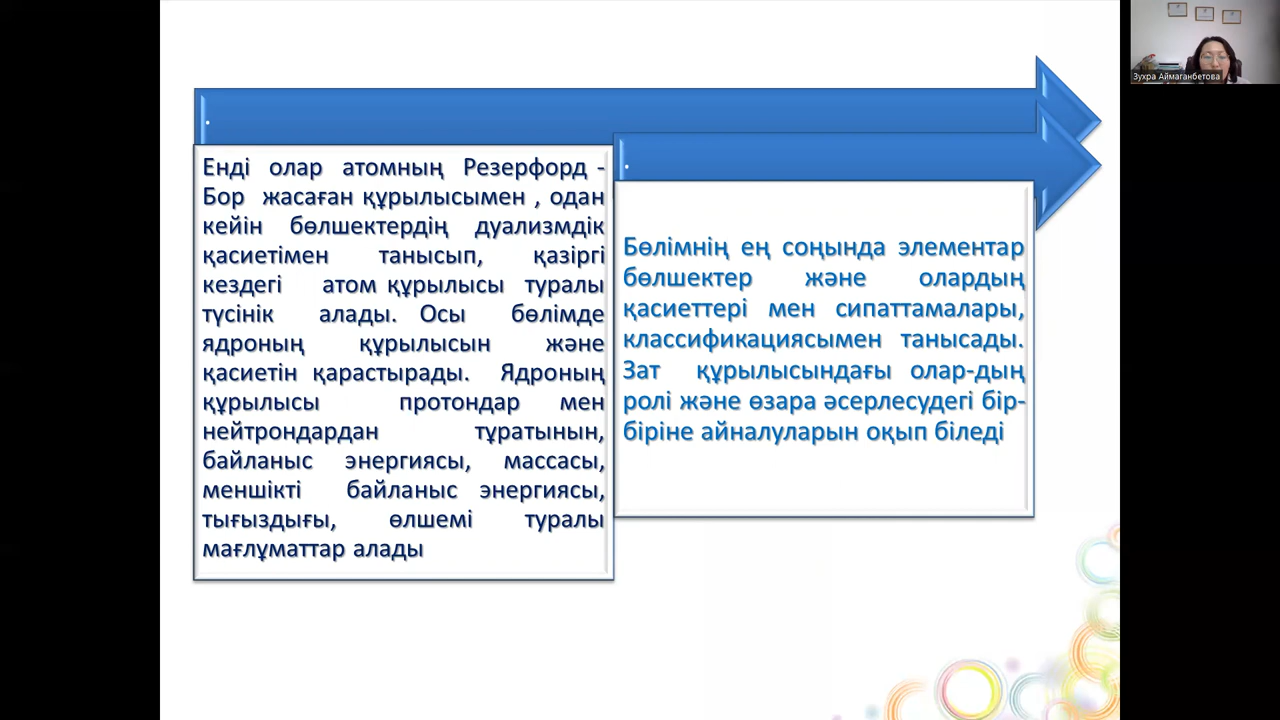 Енді олар атомның Резерфорд -
Бор жасаған құрылысымен , одан
кейін бөлшектердің дуализмдік
қасиетімен танысып, қазіргі
кездегі атом құрылысы туралы
түсінік алады. Осы бөлімде
ядроның құрылысын және
қасиетін қарастырады. Ядроның
құрылысы протондар мен
нейтрондардан тұратынын,
байланыс энергиясы, массасы,
меншікті байланыс энергиясы,
тығыздығы, өлшемі туралы
мағлұматтар алады
Бөлімнің ең соңында элементар
бөлшектер және олардың
қасиеттері мен сипаттамалары,
классификациясымен танысады.
Зат құрылысындағы олар-дың
ролі және өзара әсерлесудегі бір-
біріне айналуларын оқып біледі
Зухра Аймаганбетова